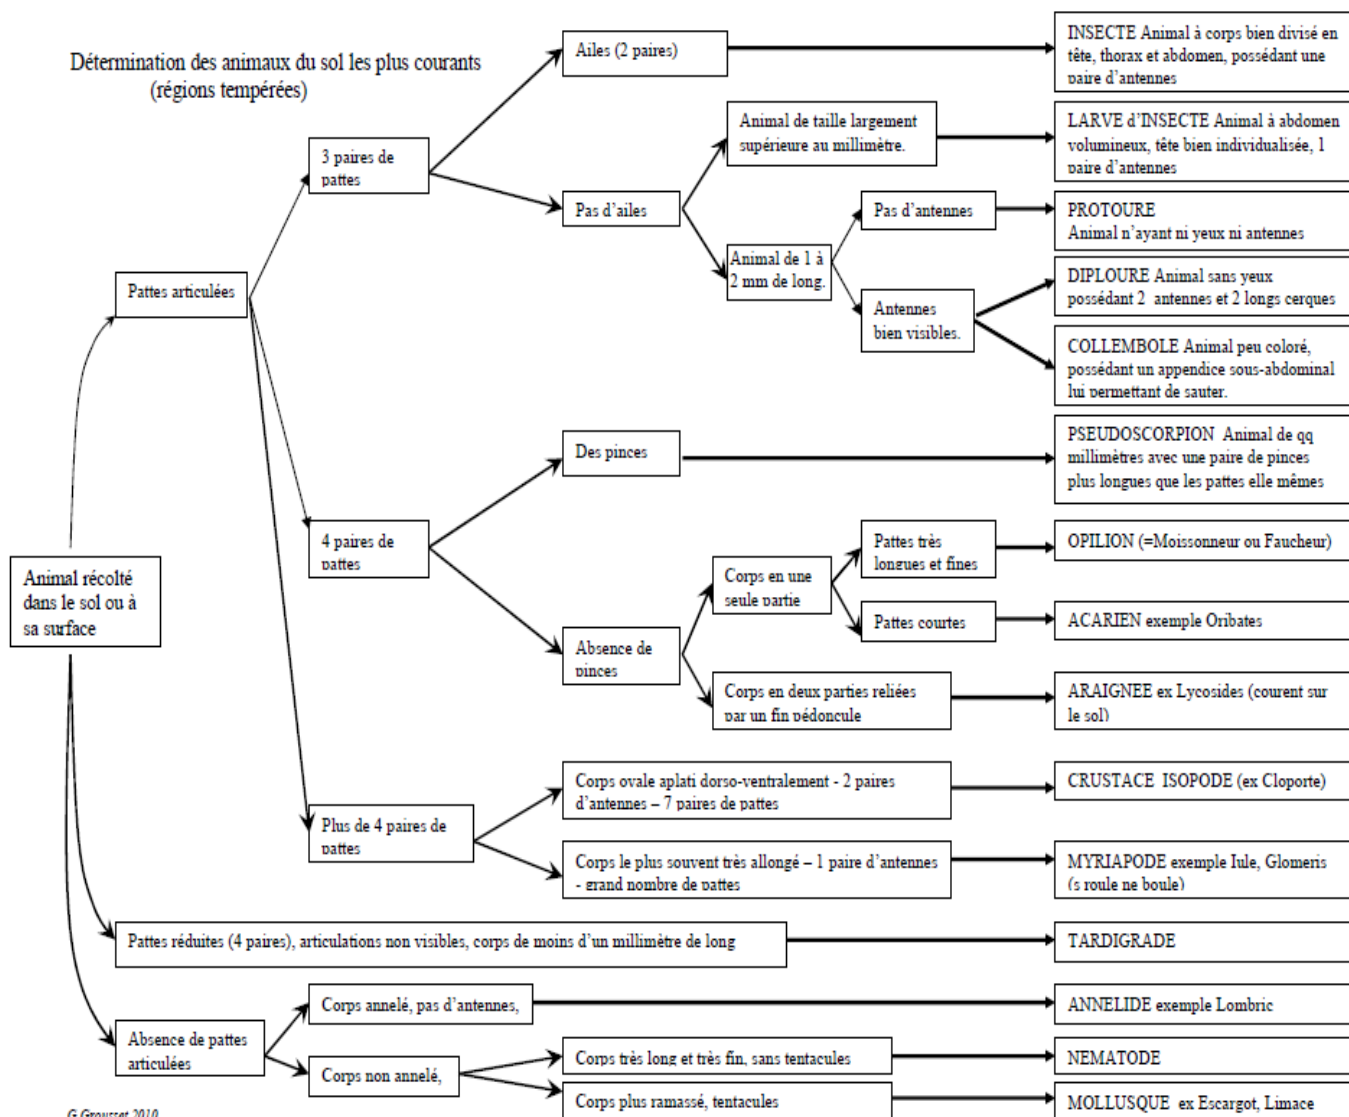 Détermination des animaux du sol les plus courants
(régions tempérées)
Animal récolté
dans le sol ou à
sa surface
Pattes articulées
3 paires de
pattes
Ailes (2 paires)
INSECTE Animal à corps bien divisé en
tête, thorax et abdomen, possédant une
paire d'antennes
Pas d'ailes
Animal de taille largement
supérieure au millimètre.
LARVE d'INSECTE Animal à abdomen
volumineux, tête bien individualisée, 1
paire d'antennes
Animal de 1 à
2 mm de long.
Pas d'antennes
PROTOURE
Animal n'ayant ni yeux ni antennes
Antennes
bien visibles.
DIPLOURE Animal sans yeux
possédant 2 antennes et 2 longs cerques
COLLEMBOLE Animal peu coloré,
possédant un appendice sous-abdominal
lui permettant de sauter.
4 paires de
pattes
Des pinces
PSEUDOSCORPION Animal de qq
millimètres avec une paire de pinces
plus longues que les pattes elle mêmes
Absence de
pinces
Corps en une
seule partie
Pattes très
longues et fines
OPILION (=Moissonneur ou Faucheur)
Pattes courtes
ACARIEN exemple Oribates
Corps en deux parties reliées
par un fin pédoncule
ARAIGNEE ex Lycosides (courent sur
le sol)
Plus de 4 paires de
pattes
Corps ovale aplati dorso-ventralement - 2 paires
d'antennes – 7 paires de pattes
CRUSTACE ISOPODE (ex Cloporte)
Corps le plus souvent très allongé – 1 paire d'antennes
- grand nombre de pattes
MYRIAPODE exemple Iule, Glomeris
(s roule ne boule)
Pattes réduites (4 paires), articulations non visibles, corps de moins d'un millimètre de long
TARDIGRADE
Absence de pattes
articulées
Corps annelé, pas d'antennes,
ANNELIDE exemple Lombric
Corps non annelé,
Corps très long et très fin, sans tentacules
NEMATODE
Corps plus ramassé, tentacules
MOLLUSQUE ex Escargot, Limace
G Grousset 2010